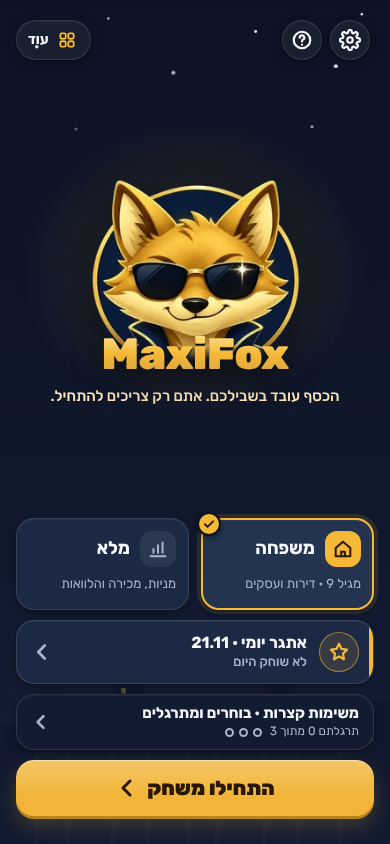 עוֹד
MaxiFox
הכסף עובד בשבילכם. אתם רק צריכים להתחיל.
משפחה
מגיל 9 • דירות ועסקים
מלא
מניות, מכירה והלוואות
אתגר יומי • 21.11
לא שוחק היום
משימות קצרות • בוחרים ומתרגלים
תרגלתם 0 מתוך 3
התחילו משחק